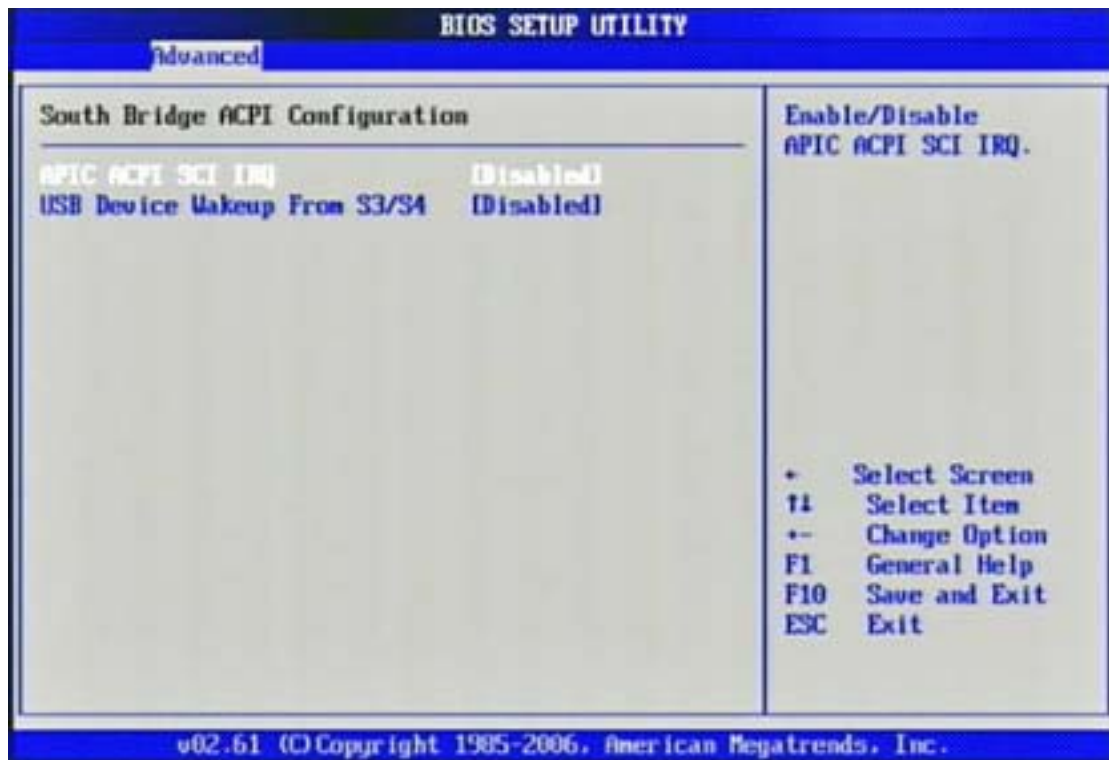 BIOS SETUP UTILITY
Advanced
South Bridge ACPI Configuration
APIC ACPI SCI IRQ [Disabled]
USB Device Wakeup From S3/S4 [Disabled]
Enable/Disable
APIC ACPI SCI IRQ.
← Select Screen
↑↓ Select Item
+- Change Option
F1 General Help
F10 Save and Exit
ESC Exit
v02.61 (C)Copyright 1985-2006, American Megatrends, Inc.